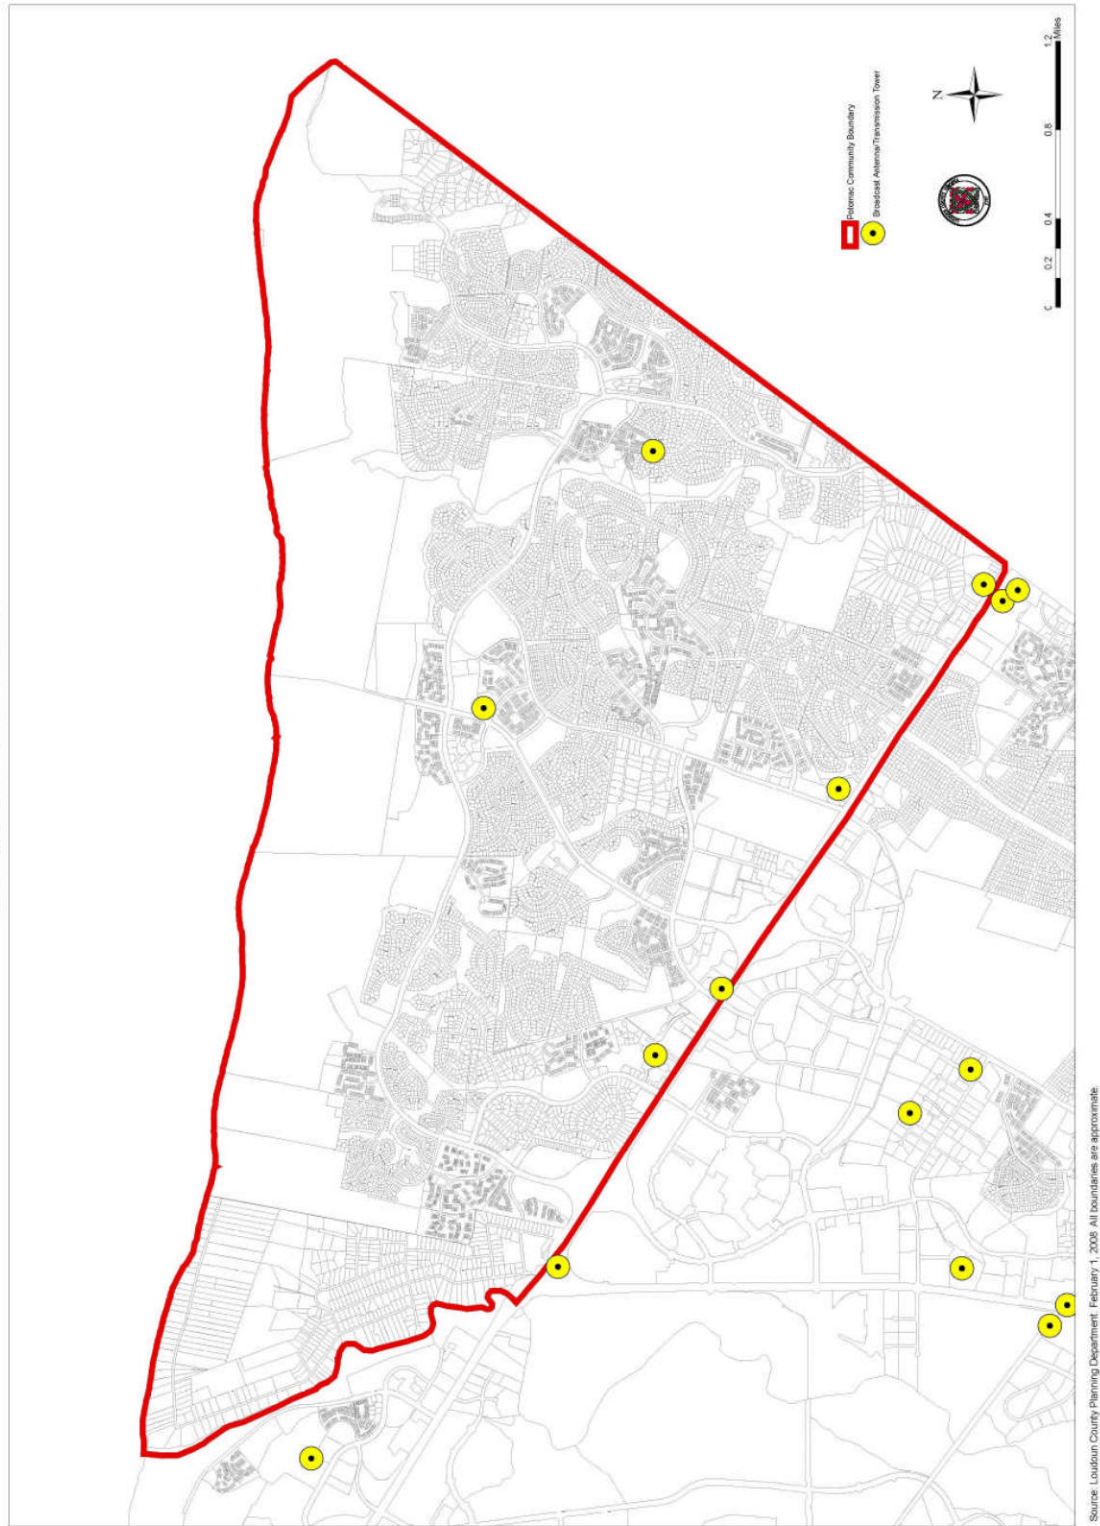 Potomac Community Boundary
Broadcast Antenna/Transmission Tower
N
0 0.2 0.4 0.8 1.2
Miles
Source: Loudoun County Planning Department February 1, 2008 All boundaries are approximate.